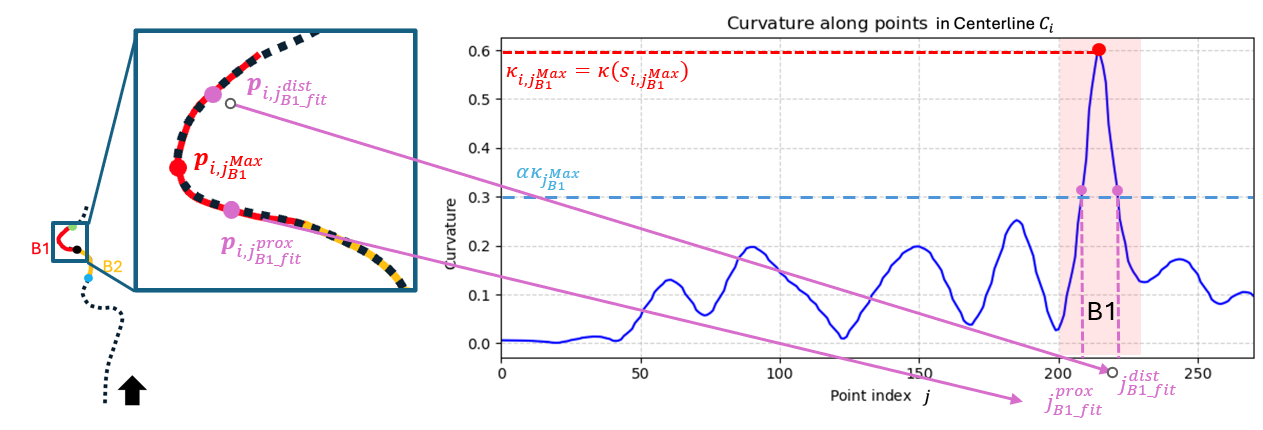 Curvature along points in Centerline C_i
κ_{i,j_{B1}^{Max}} = κ(s_{i,j_{B1}^{Max}})
ακ_{j_{B1}^{Max}}
Curvature
0.6
0.5
0.4
0.3
0.2
0.1
0.0
0
50
100
150
200
250
Point index j
B1
j_{B1_fit}^{prox}
j_{B1_fit}^{dist}
p_{i,j_{B1_fit}^{dist}}
p_{i,j_{B1}^{Max}}
p_{i,j_{B1_fit}^{prox}}
B1
B2